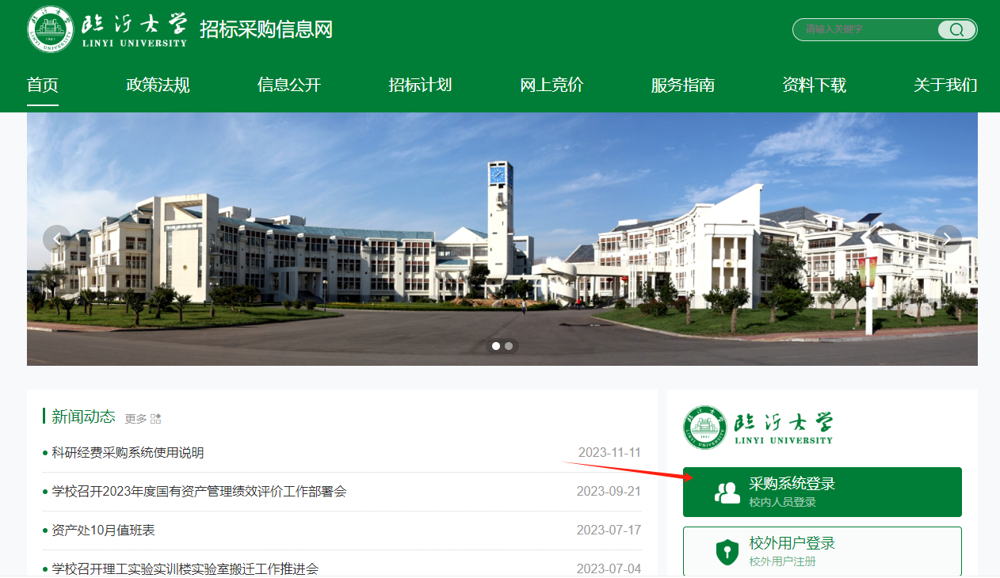 临沂大学
LINYI UNIVERSITY
招标采购信息网
请输入关键字
首页 政策法规 信息公开 招标计划 网上竞价 服务指南 资料下载 关于我们
新闻动态 更多
科研经费采购系统使用说明 2023-11-11
学校召开2023年度国有资产管理绩效评价工作部署会 2023-09-21
资产处10月值班表 2023-07-17
学校召开理工实验实训楼实验室搬迁工作推进会 2023-07-04
临沂大学
LINYI UNIVERSITY
采购系统登录
校内人员登录
校外用户登录
校外用户注册